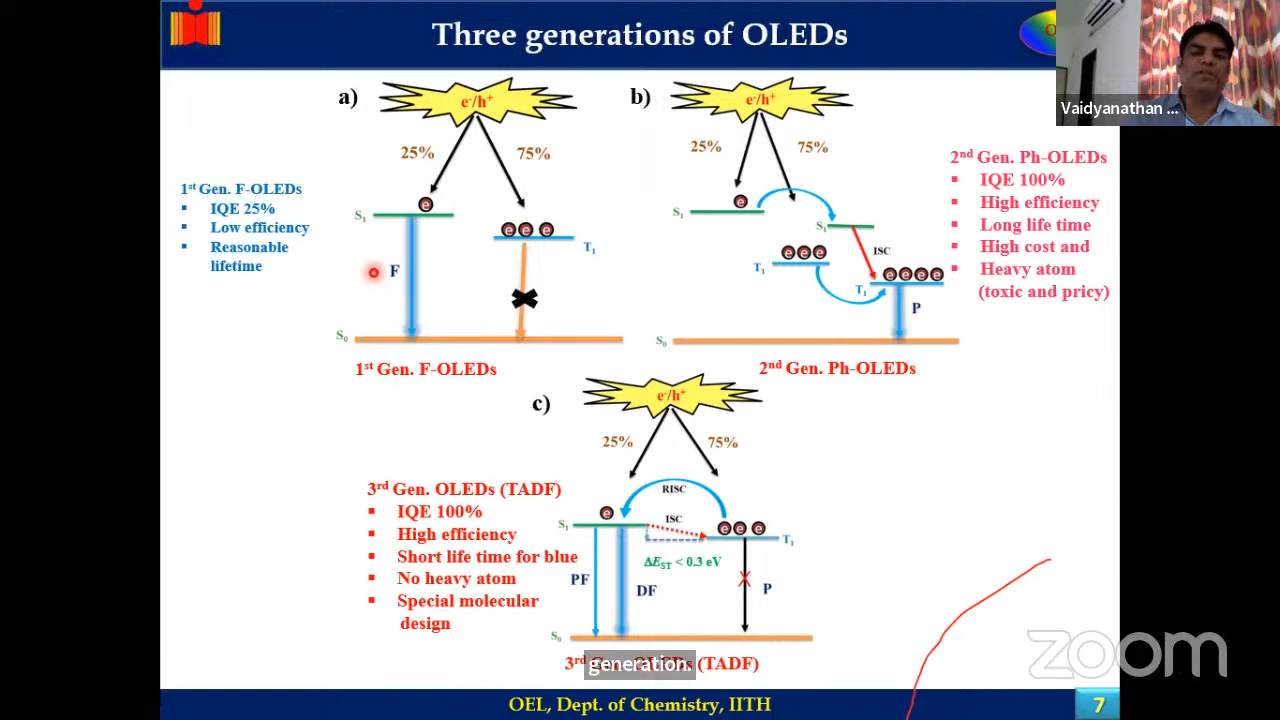 Three generations of OLEDs
O
Vaidyanathan ...
a)
e-/h+
25%
75%
1st Gen. F-OLEDs
▪ IQE 25%
▪ Low efficiency
▪ Reasonable
lifetime
e
S1
e e e
T1
F
S0
1st Gen. F-OLEDs
b)
e-/h+
25%
75%
e
S1
S1
ISC
e e e
T1
e e e e
T1
P
S0
2nd Gen. Ph-OLEDs
2nd Gen. Ph-OLEDs
▪ IQE 100%
▪ High efficiency
▪ Long life time
▪ High cost and
▪ Heavy atom
(toxic and pricy)
c)
e-/h+
25%
75%
3rd Gen. OLEDs (TADF)
▪ IQE 100%
▪ High efficiency
▪ Short life time for blue
▪ No heavy atom
▪ Special molecular
design
RISC
e
ISC
e e e
S1
T1
ΔEST < 0.3 eV
PF
DF
P
S0
3rd Gen. OLEDs (TADF)
generation.
zoom
OEL, Dept. of Chemistry, IITH
7